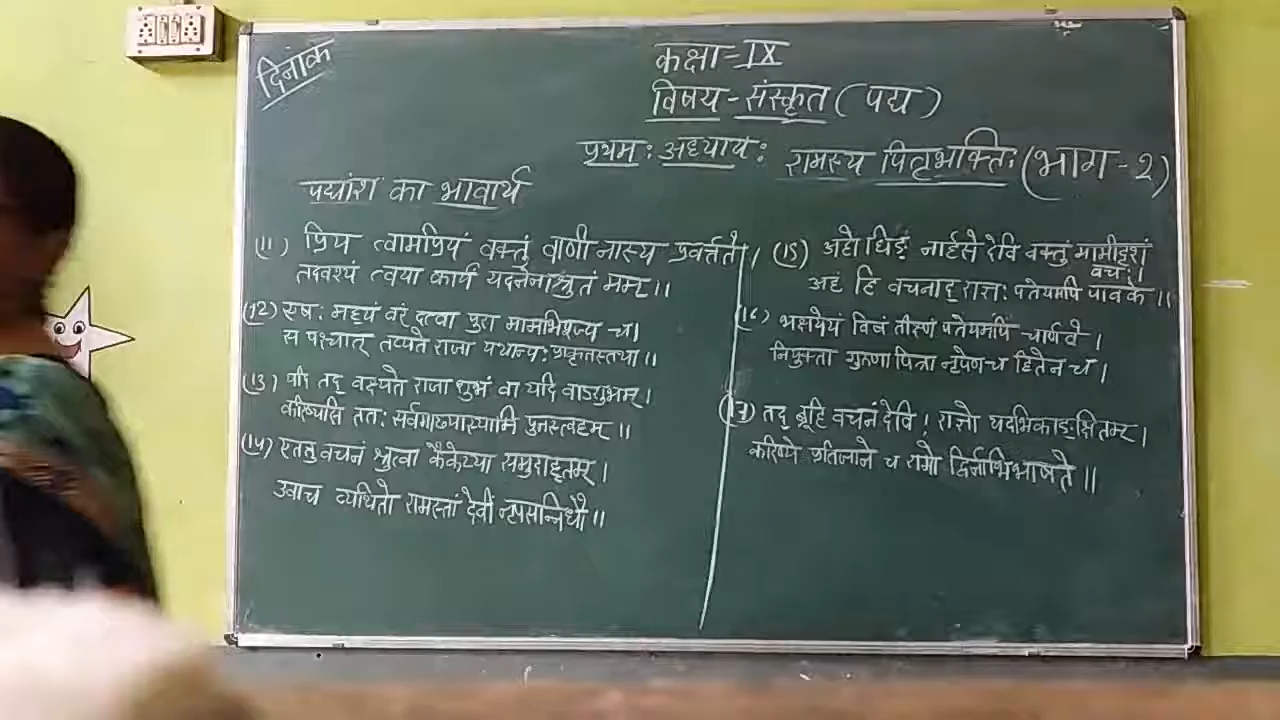 दिनांक
कक्षा-IX
विषय-संस्कृत (पद्य)
प्रथम: अध्याय: रामस्य पितृभक्ति: (भाग-2)
पद्यांश का भावार्थ
(11) प्रिय त्वामप्रियं वक्तुं वाणी नास्य प्रवर्त्तते।
तदवश्यं त्वया कार्यं यदनेनाश्रुतं मम्।।
(12) एष: मह्यं वरं दत्वा पुरा मामभिपूज्य च।
स पश्चात् तप्यते राजा यथान्य: प्राकृतस्तथा।।
(13) यदि तद् वक्ष्यते राजा शुभं वा यदि वाऽशुभम्।
करिष्यसि तत: सर्वमाख्यास्यामि पुनस्त्वहम्।।
(14) एतत्तु वचनं श्रुत्वा कैकेय्या समुदाहृतम्।
उवाच व्यथितो रामस्तां देवीं नृपसन्निधौ।।
(15) अहो धिङ् नार्हसे देवि वक्तुं मामीदृशं
वच:।
अहं हि वचनाद् राज्ञ: पतेयमपि पावके।।
भक्षयेयं विषं तीक्ष्णं पतेयमपि चार्णवे।
नियुक्ता गुरुणा पित्रा नृपेण च हितेन च।
(17) तद् ब्रूहि वचनं देवि! राज्ञो यदभिकाङ्क्षितम्।
करिष्ये प्रतिजाने च रामो द्विर्नाभिभाषते।।